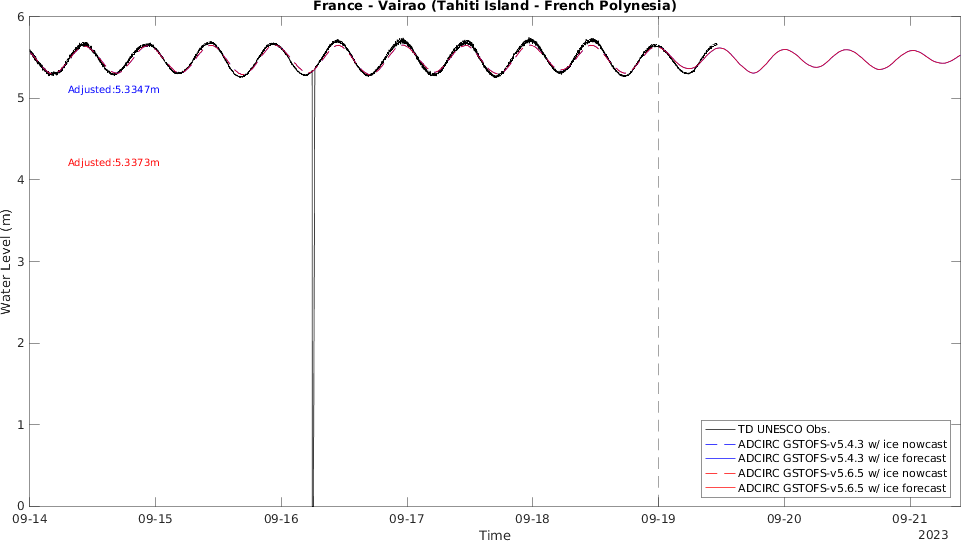 France - Vairao (Tahiti Island - French Polynesia)
6
5
4
3
2
1
0
Water Level (m)
Adjusted:5.3347m
Adjusted:5.3373m
TD UNESCO Obs.
ADCIRC GSTOFS-v5.4.3 w/ ice nowcast
ADCIRC GSTOFS-v5.4.3 w/ ice forecast
ADCIRC GSTOFS-v5.6.5 w/ ice nowcast
ADCIRC GSTOFS-v5.6.5 w/ ice forecast
09-14 09-15 09-16 09-17 09-18 09-19 09-20 09-21
Time
2023